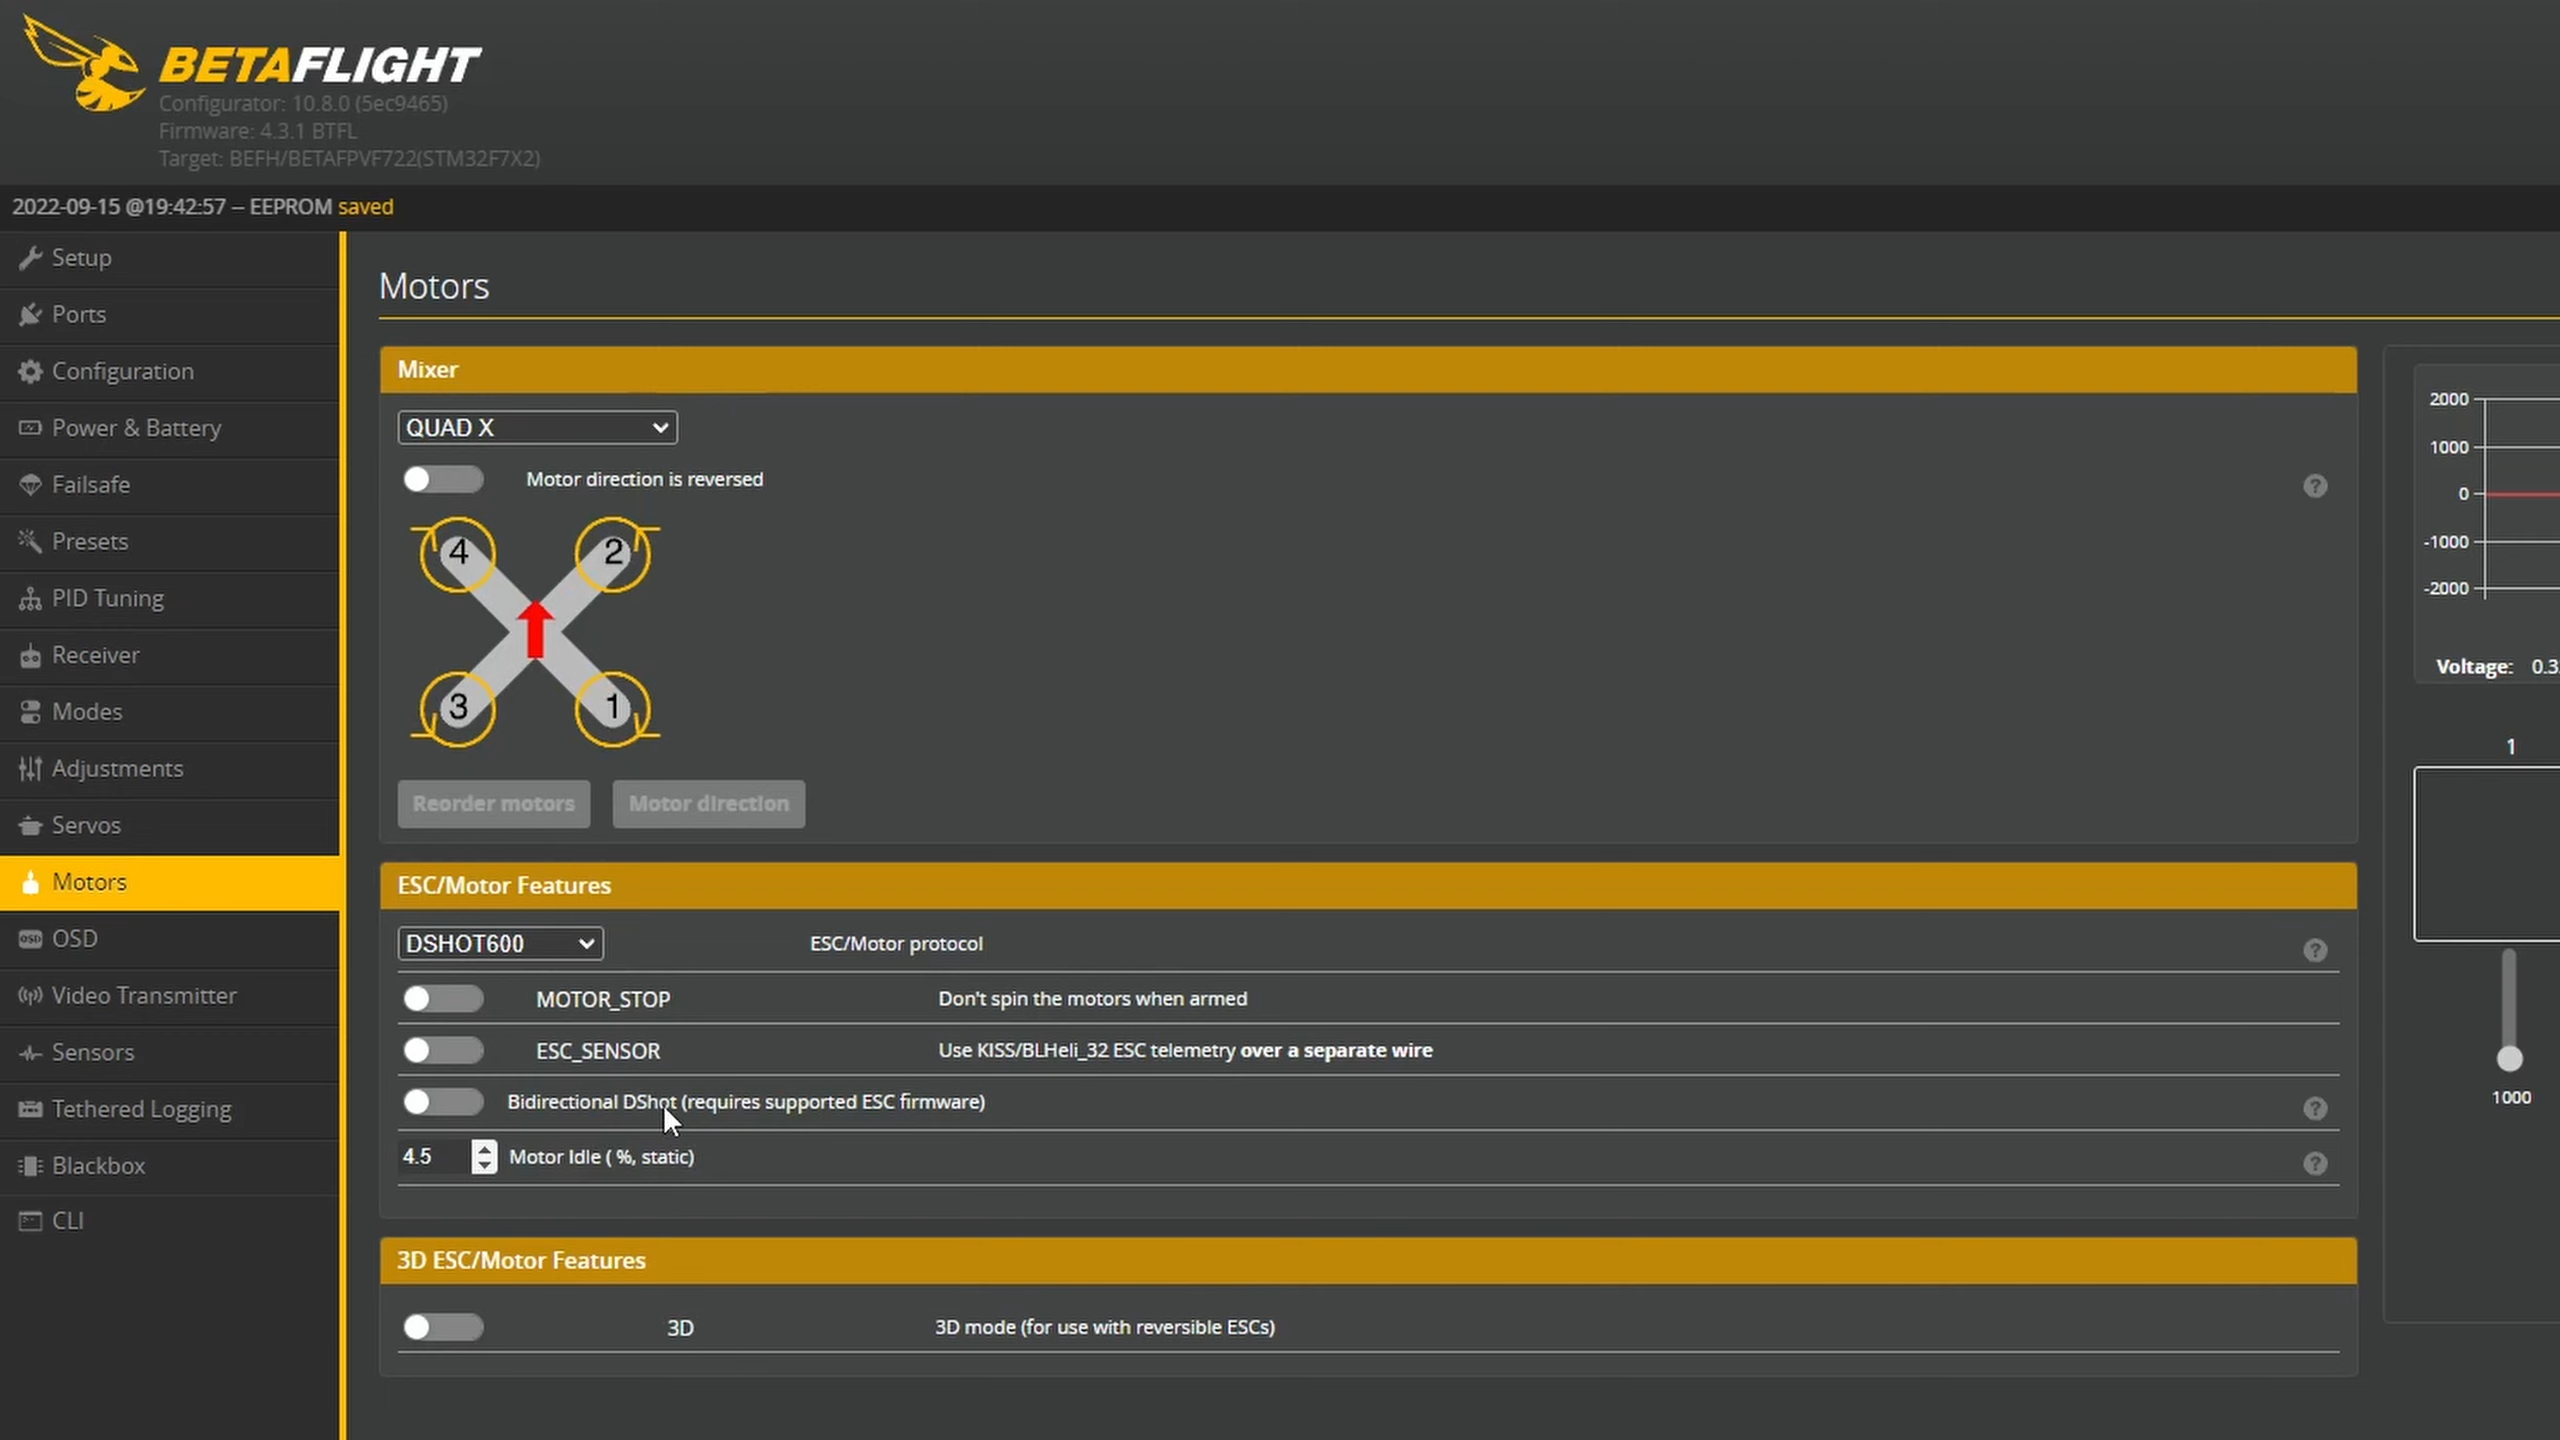 BETAFLIGHT
Configurator: 10.8.0 (5ec9465)
Firmware: 4.3.1 BTFL
Target: BEFH/BETAFPVF722(STM32F7X2)
2022-09-15 @19:42:57 – EEPROM saved
Setup
Ports
Configuration
Power & Battery
Failsafe
Presets
PID Tuning
Receiver
Modes
Adjustments
Servos
Motors
OSD
OSD
Video Transmitter
Sensors
Tethered Logging
Blackbox
CLI
Motors
Mixer
QUAD X
Motor direction is reversed
?
4 2
3 1
Reorder motors Motor direction
ESC/Motor Features
DSHOT600 ESC/Motor protocol ?
MOTOR_STOP Don't spin the motors when armed
ESC_SENSOR Use KISS/BLHeli_32 ESC telemetry over a separate wire
Bidirectional DShot (requires supported ESC firmware) ?
4.5 Motor Idle ( %, static) ?
3D ESC/Motor Features
3D 3D mode (for use with reversible ESCs)
2000
1000
0
-1000
-2000
Voltage: 0.3
1
1000